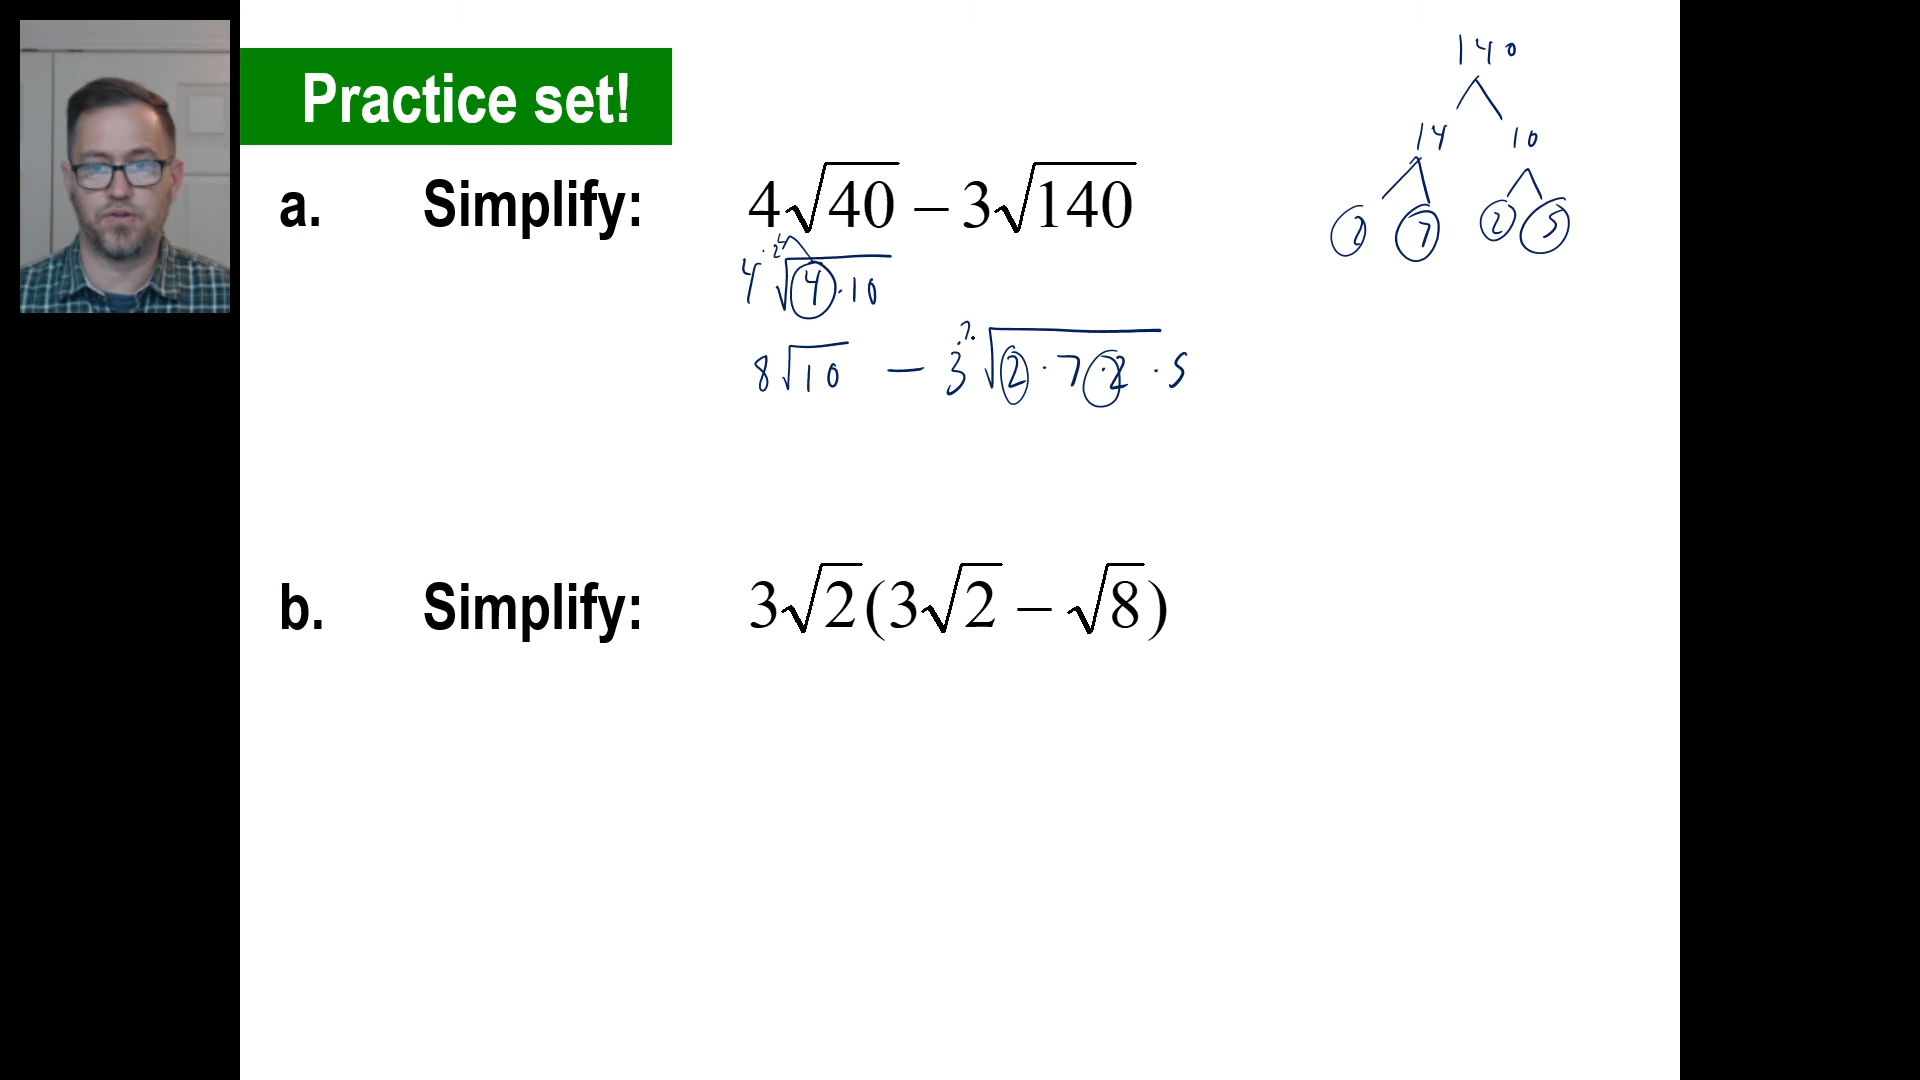 Practice set!
a. Simplify: 4√40 − 3√140
4 · 2 √4 · 10
8√10 − 3 · 2 √2 · 7 · 2 · 5
140
14 10
2 7 2 5
b. Simplify: 3√2(3√2 − √8)